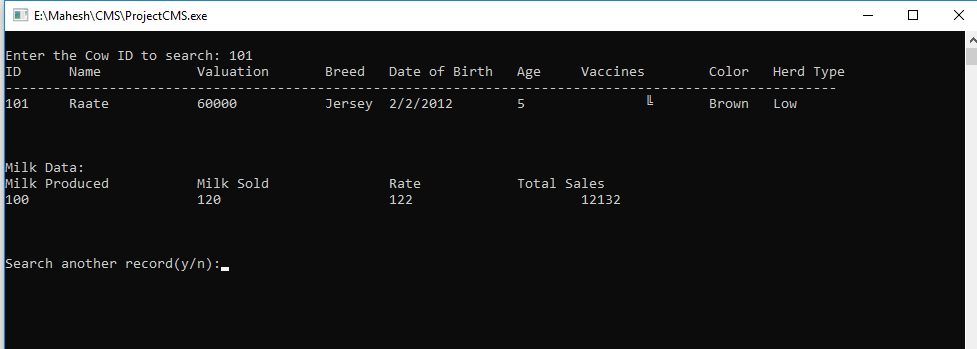 E:\Mahesh\CMS\ProjectCMS.exe
Enter the Cow ID to search: 101
ID Name Valuation Breed Date of Birth Age Vaccines Color Herd Type
--------------------------------------------------------------------------------------------------------
101 Raate 60000 Jersey 2/2/2012 5 ╚ Brown Low
Milk Data:
Milk Produced Milk Sold Rate Total Sales
100 120 122 12132
Search another record(y/n):